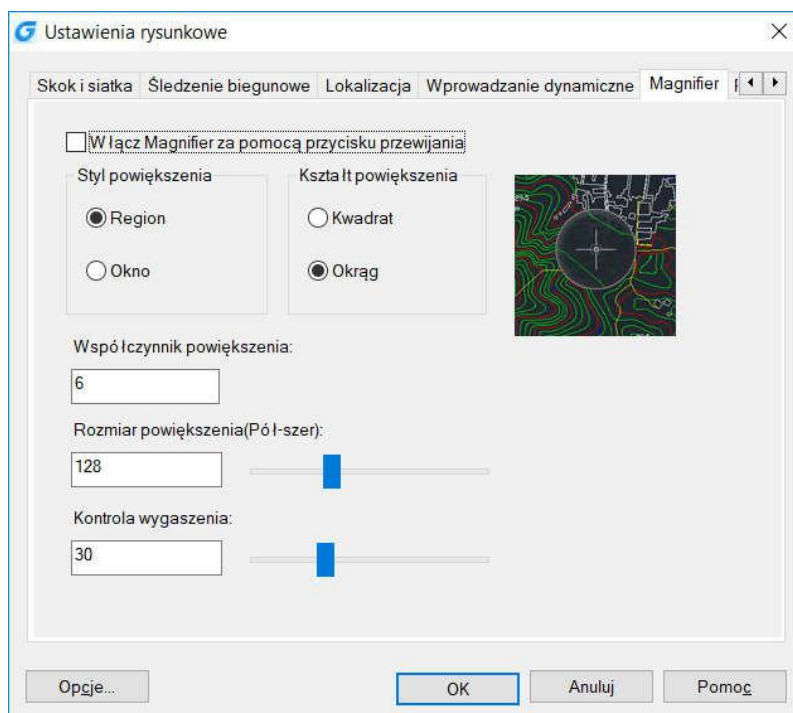 Ustawienia rysunkowe
Skok i siatka Śledzenie biegunowe Lokalizacja Wprowadzanie dynamiczne Magnifier
Włącz Magnifier za pomocą przycisku przewijania
Styl powiększenia
Region
Okno
Kształt powiększenia
Kwadrat
Okrąg
Współczynnik powiększenia:
6
Rozmiar powiększenia(Pół-szer):
128
Kontrola wygaszenia:
30
Opcje... OK Anuluj Pomoc